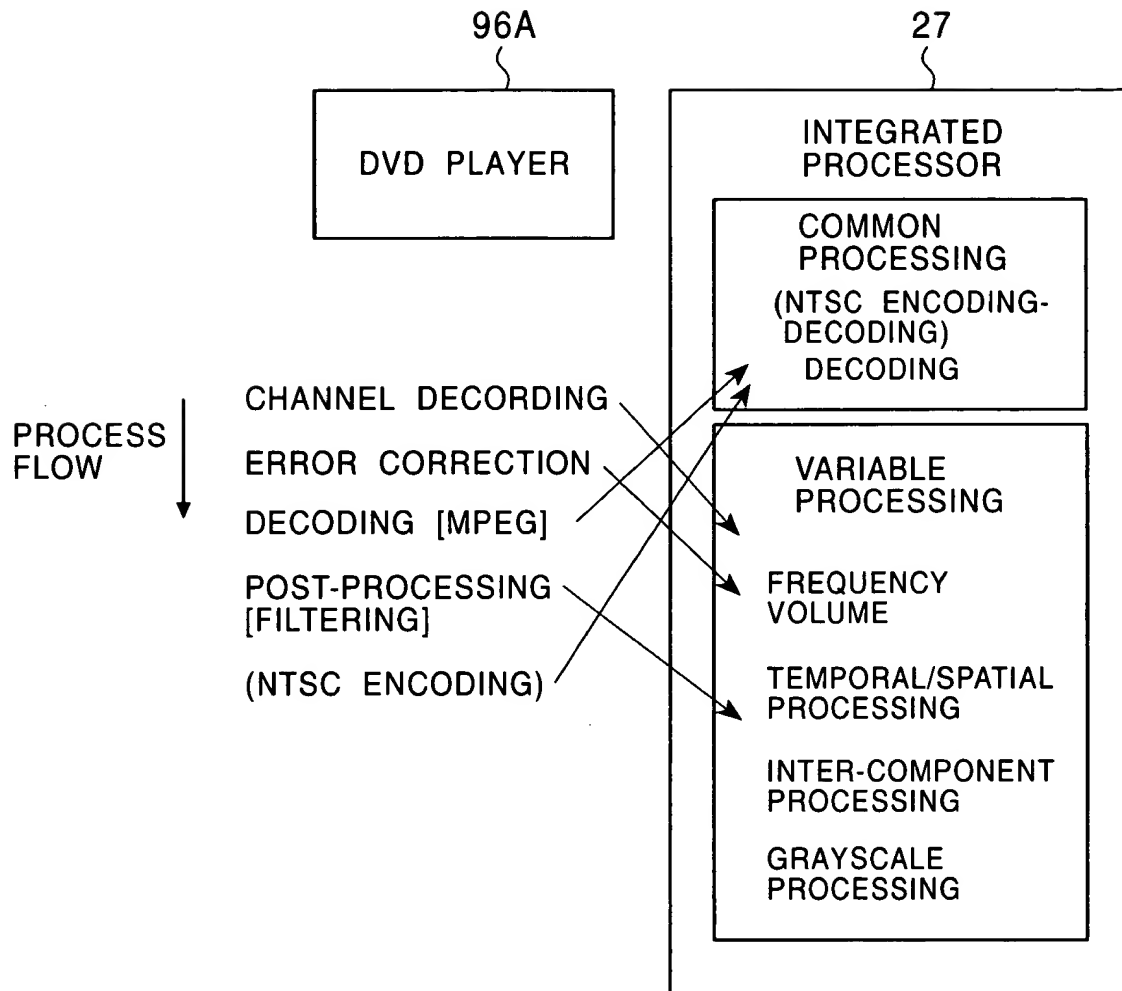 96A
27
DVD PLAYER
INTEGRATED
PROCESSOR
COMMON
PROCESSING
(NTSC ENCODING-
DECODING)
DECODING
PROCESS
FLOW
CHANNEL DECORDING
ERROR CORRECTION
DECODING [MPEG]
POST-PROCESSING
[FILTERING]
(NTSC ENCODING)
VARIABLE
PROCESSING
FREQUENCY
VOLUME
TEMPORAL/SPATIAL
PROCESSING
INTER-COMPONENT
PROCESSING
GRAYSCALE
PROCESSING